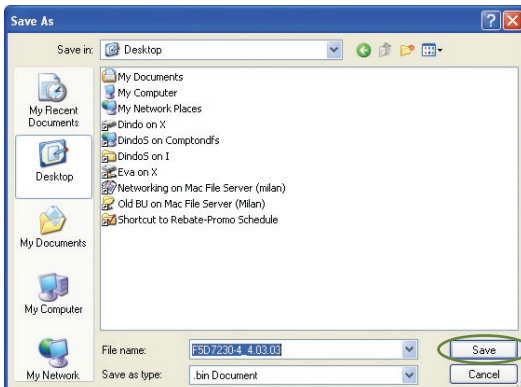 Save As
Save in:
Desktop
My Recent
Documents
Desktop
My Documents
My Computer
My Network
My Documents
My Computer
My Network Places
Dindo on X
DindoS on Comptondfs
DindoS on I
Eva on X
Networking on Mac File Server (milan)
Old BU on Mac File Server (Milan)
Shortcut to Rebate-Promo Schedule
File name:
F5D7230-4_4.03.03
Save
Save as type:
.bin Document
Cancel